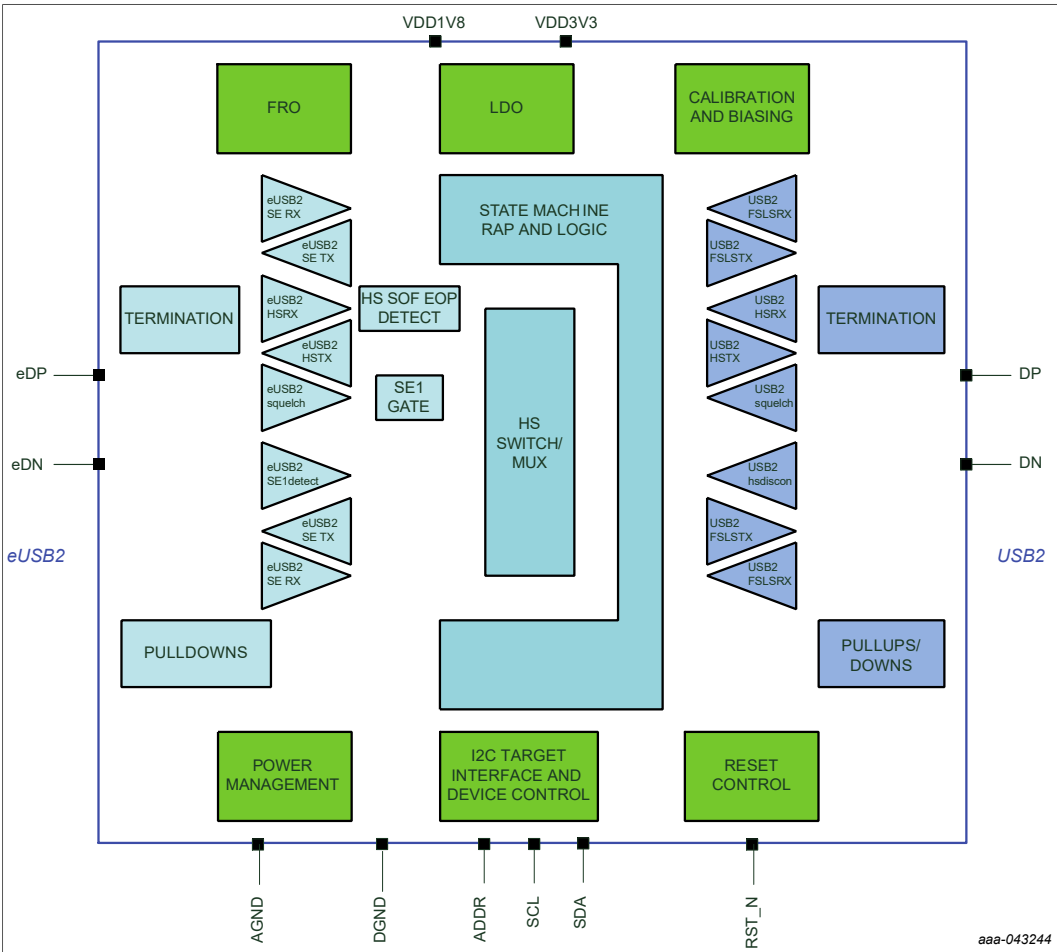 VDD1V8
VDD3V3
FRO
LDO
CALIBRATION
AND BIASING
eUSB2
SE RX
eUSB2
SE TX
eUSB2
HSRX
eUSB2
HSTX
eUSB2
squelch
eUSB2
SE1detect
eUSB2
SE TX
eUSB2
SE RX
TERMINATION
HS SOF EOP
DETECT
SE1
GATE
STATE MACHINE
RAP AND LOGIC
HS
SWITCH/
MUX
USB2
FSLSRX
USB2
FSLSTX
USB2
HSRX
USB2
HSTX
USB2
squelch
USB2
hsdiscon
USB2
FSLSTX
USB2
FSLSRX
TERMINATION
eDP
eDN
eUSB2
DP
DN
USB2
PULLDOWNS
PULLUPS/
DOWNS
POWER
MANAGEMENT
I2C TARGET
INTERFACE AND
DEVICE CONTROL
RESET
CONTROL
AGND
DGND
ADDR
SCL
SDA
RST_N
aaa-043244